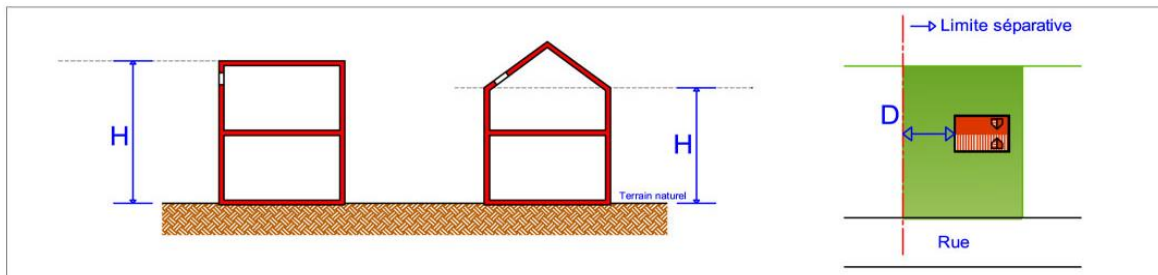 H
H
Terrain naturel
Limite séparative
D
Rue